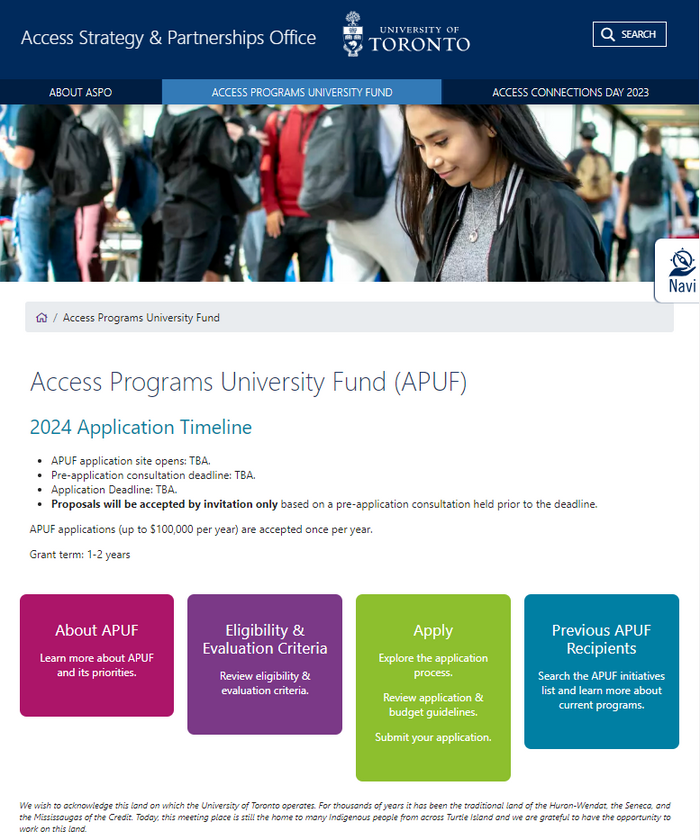 Access Strategy & Partnerships Office
UNIVERSITY OF
TORONTO
SEARCH
ABOUT ASPO
ACCESS PROGRAMS UNIVERSITY FUND
ACCESS CONNECTIONS DAY 2023
Navi
/ Access Programs University Fund
Access Programs University Fund (APUF)
2024 Application Timeline
• APUF application site opens: TBA.
• Pre-application consultation deadline: TBA.
• Application Deadline: TBA.
• Proposals will be accepted by invitation only based on a pre-application consultation held prior to the deadline.
APUF applications (up to $100,000 per year) are accepted once per year.
Grant term: 1-2 years
About APUF
Learn more about APUF
and its priorities.
Eligibility &
Evaluation Criteria
Review eligibility &
evaluation criteria.
Apply
Explore the application
process.
Review application &
budget guidelines.
Submit your application.
Previous APUF
Recipients
Search the APUF initiatives
list and learn more about
current programs.
We wish to acknowledge this land on which the University of Toronto operates. For thousands of years it has been the traditional land of the Huron-Wendat, the Seneca, and
the Mississaugas of the Credit. Today, this meeting place is still the home to many Indigenous people from across Turtle Island and we are grateful to have the opportunity to
work on this land.